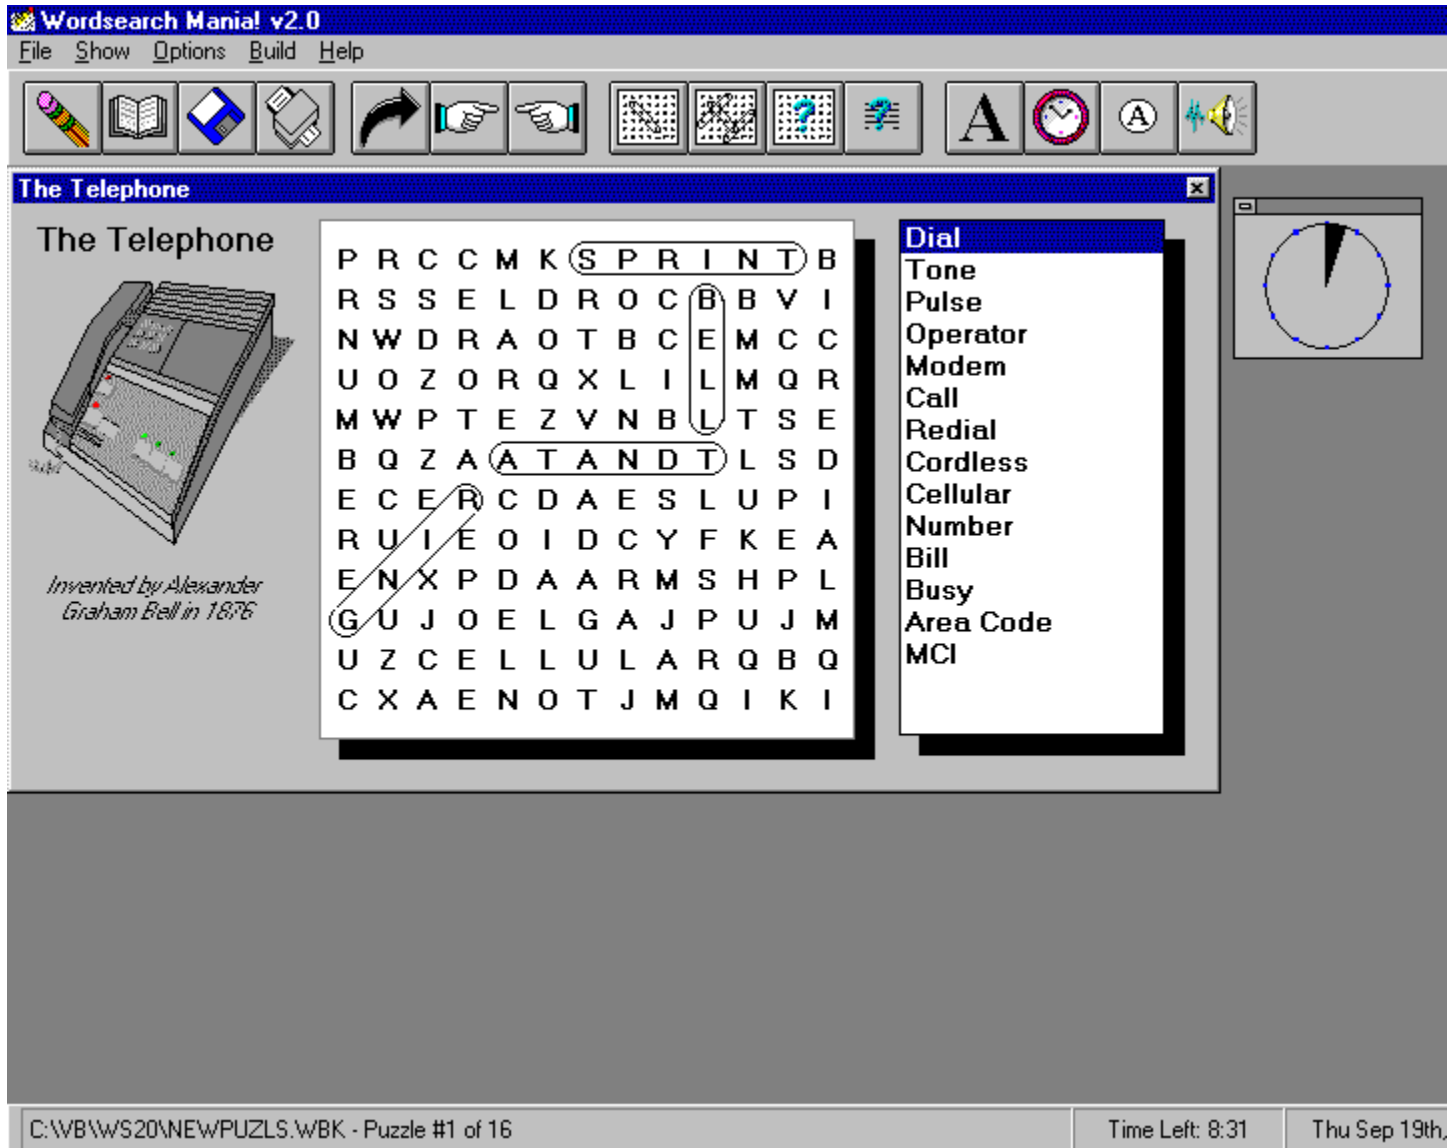 Wordsearch Mania! v2.0
File Show Options Build Help
A A
The Telephone
The Telephone
Invented by Alexander
Graham Bell in 1876
P R C C M K S P R I N T B
R S S E L D R O C B B V I
N W D R A O T B C E M C C
U O Z O R Q X L I L M Q R
M W P T E Z V N B L T S E
B Q Z A A T A N D T L S D
E C E R C D A E S L U P I
R U I E O I D C Y F K E A
E N X P D A A R M S H P L
G U J O E L G A J P U J M
U Z C E L L U L A R Q B Q
C X A E N O T J M Q I K I
Dial
Tone
Pulse
Operator
Modem
Call
Redial
Cordless
Cellular
Number
Bill
Busy
Area Code
MCI
C:\VB\WS20\NEWPUZLS.WBK - Puzzle #1 of 16
Time Left: 8:31
Thu Sep 19th,